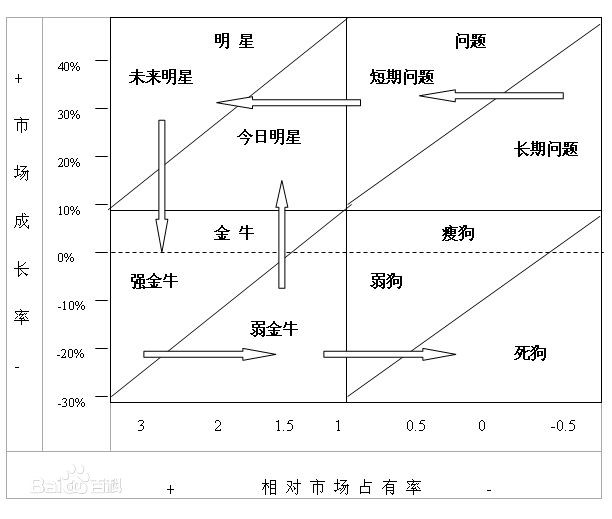 明 星
问题
40%
未来明星
短期问题
+
市
场
成
长
率
-
30%
今日明星
长期问题
20%
10%
金 牛
瘦狗
0%
强金牛
弱狗
-10%
弱金牛
-20%
死狗
-30%
3 2 1.5 1 0.5 0 -0.5
Baidu百科
+ 相 对 市 场 占 有 率 -